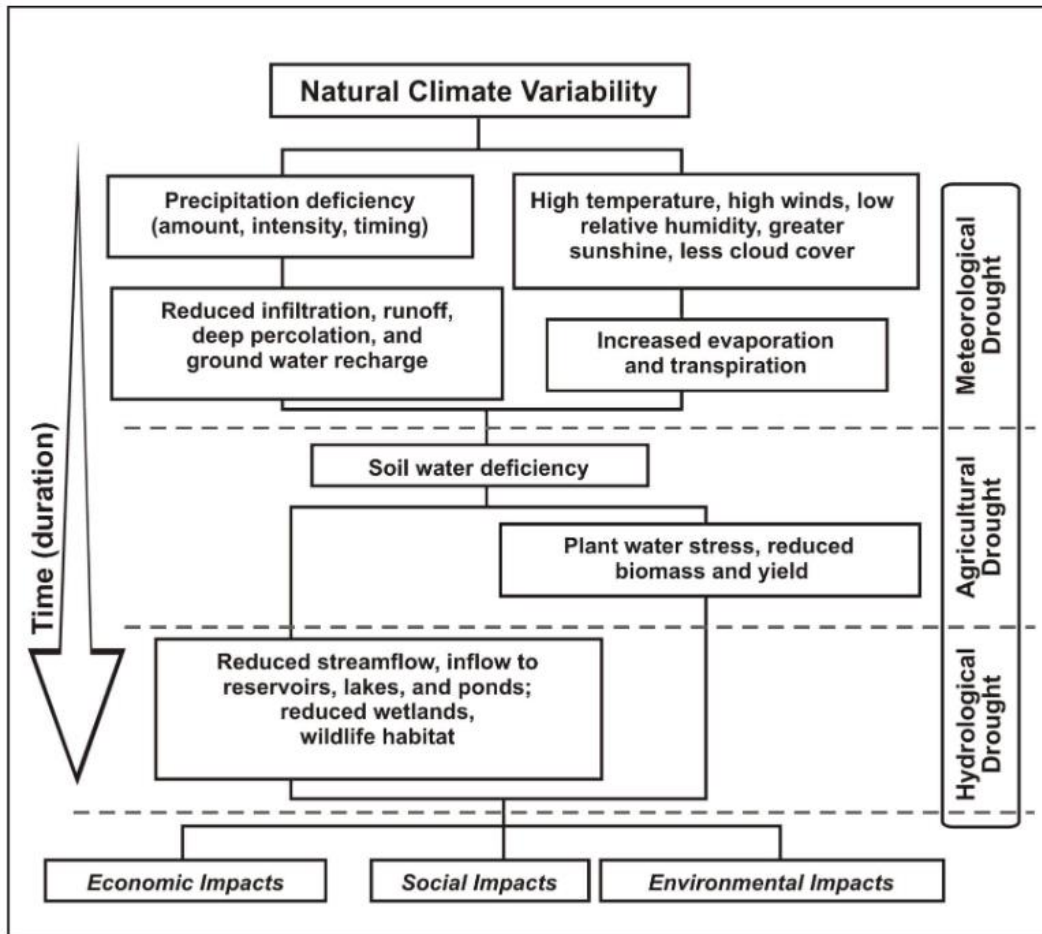 Natural Climate Variability
Precipitation deficiency
(amount, intensity, timing)
High temperature, high winds, low
relative humidity, greater
sunshine, less cloud cover
Reduced infiltration, runoff,
deep percolation, and
ground water recharge
Increased evaporation
and transpiration
Meteorological
Drought
Time (duration)
Soil water deficiency
Plant water stress, reduced
biomass and yield
Agricultural
Drought
Reduced streamflow, inflow to
reservoirs, lakes, and ponds;
reduced wetlands,
wildlife habitat
Hydrological
Drought
Economic Impacts
Social Impacts
Environmental Impacts